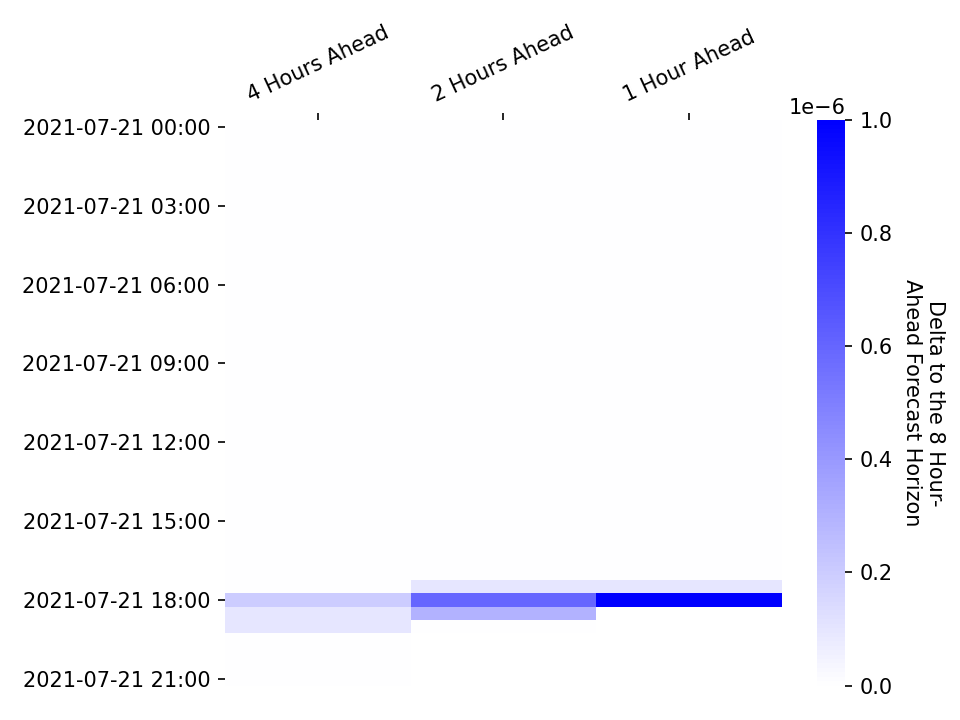 4 Hours Ahead
2 Hours Ahead
1 Hour Ahead
1e−6
2021-07-21 00:00
2021-07-21 03:00
2021-07-21 06:00
2021-07-21 09:00
2021-07-21 12:00
2021-07-21 15:00
2021-07-21 18:00
2021-07-21 21:00
1.0
0.8
0.6
0.4
0.2
0.0
Delta to the 8 Hour-
Ahead Forecast Horizon